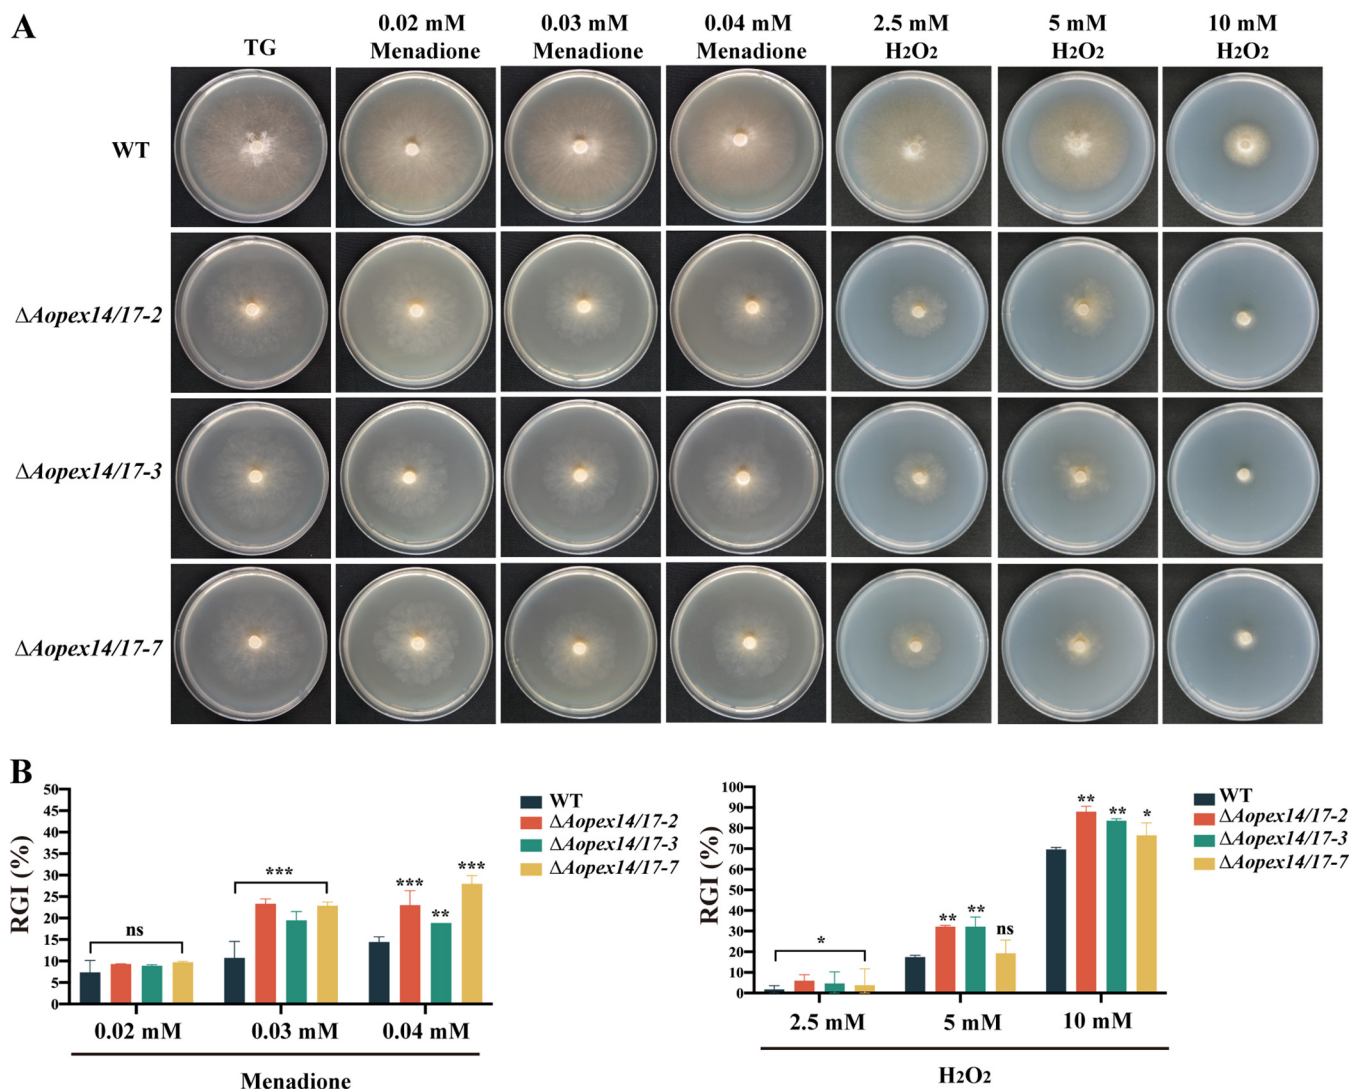 A
TG
0.02 mM
Menadione
0.03 mM
Menadione
0.04 mM
Menadione
2.5 mM
H2O2
5 mM
H2O2
10 mM
H2O2
WT
ΔAopex14/17-2
ΔAopex14/17-3
ΔAopex14/17-7
B
RGI (%)
50
45
40
35
30
25
20
15
10
5
0
ns
***
***
**
***
0.02 mM
0.03 mM
0.04 mM
Menadione
WT
ΔAopex14/17-2
ΔAopex14/17-3
ΔAopex14/17-7
RGI (%)
100
90
80
70
60
50
40
30
20
10
0
*
**
**
ns
**
**
*
2.5 mM
5 mM
10 mM
H2O2
WT
ΔAopex14/17-2
ΔAopex14/17-3
ΔAopex14/17-7